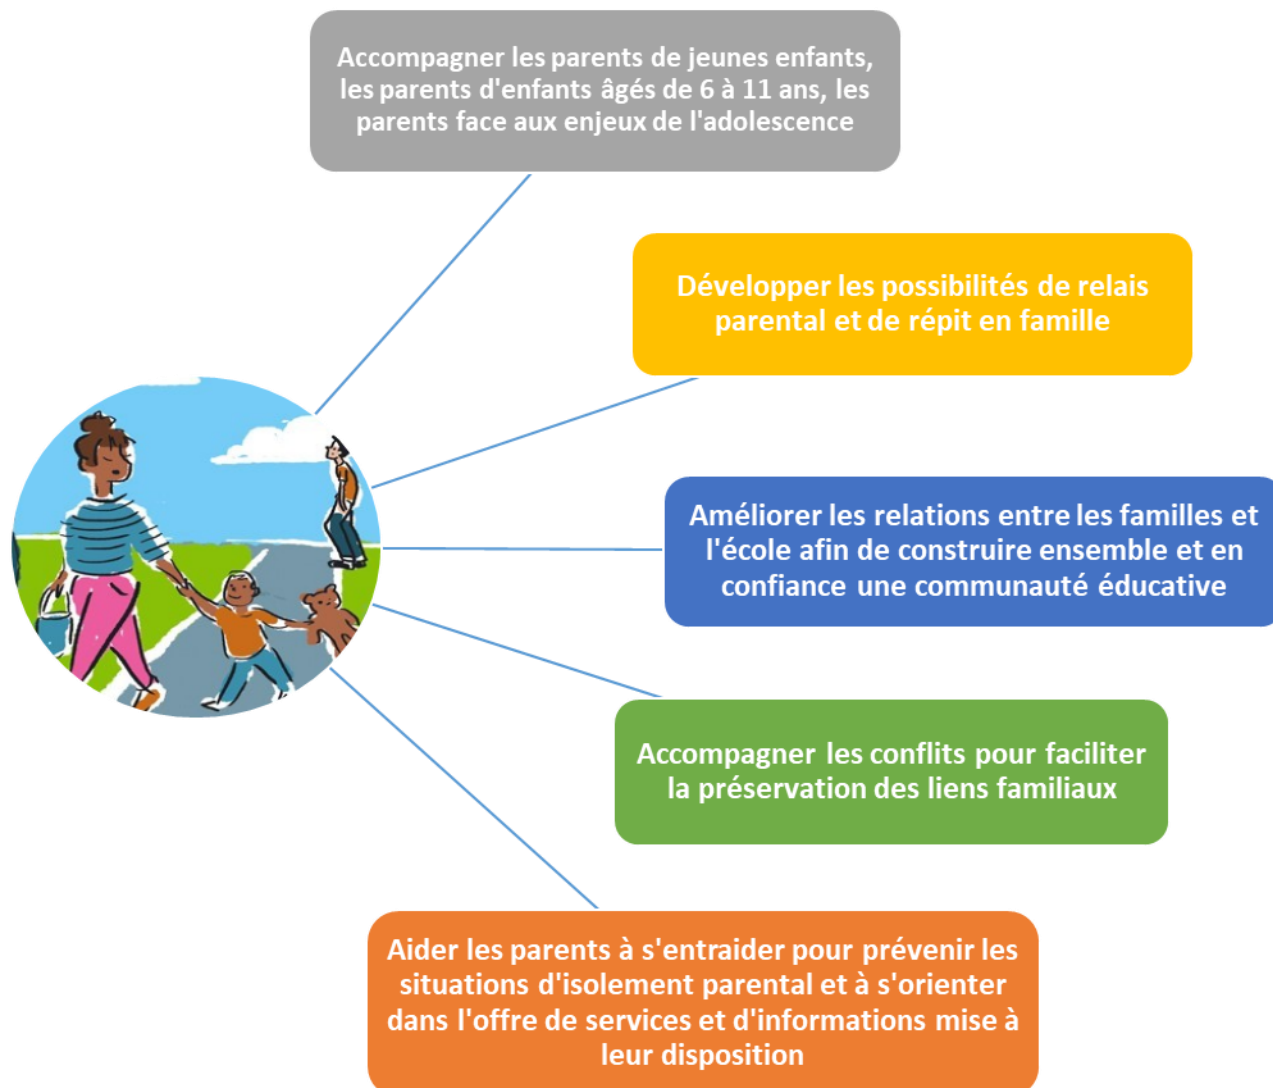 Accompagner les parents de jeunes enfants,
les parents d'enfants âgés de 6 à 11 ans, les
parents face aux enjeux de l'adolescence
Développer les possibilités de relais
parental et de répit en famille
Améliorer les relations entre les familles et
l'école afin de construire ensemble et en
confiance une communauté éducative
Accompagner les conflits pour faciliter
la préservation des liens familiaux
Aider les parents à s'entraider pour prévenir les
situations d'isolement parental et à s'orienter
dans l'offre de services et d'informations mise à
leur disposition